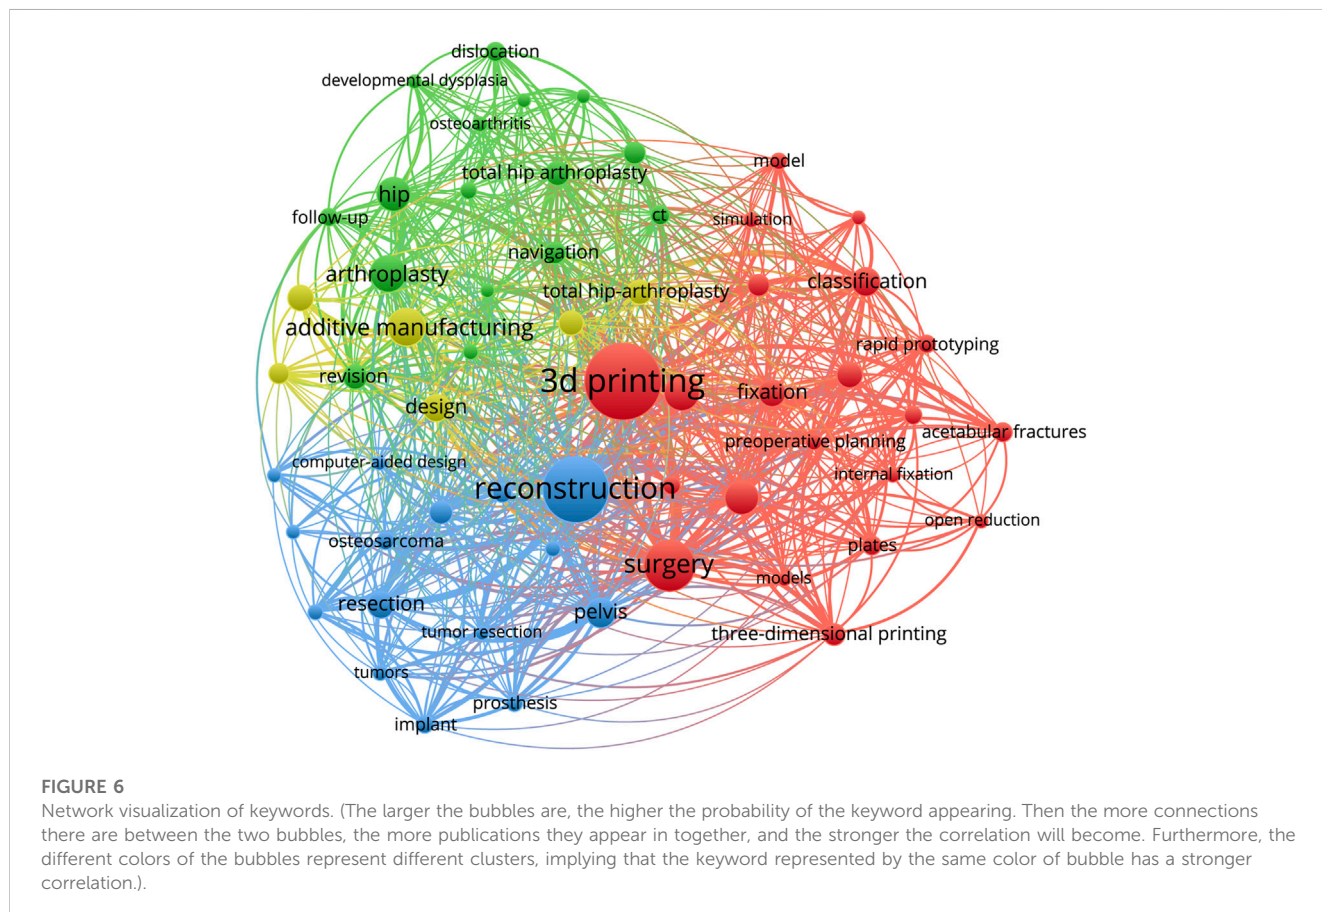 dislocation
developmental dysplasia
osteoarthritis
model
total hip arthroplasty
hip
follow-up
ct
simulation
navigation
arthroplasty
classification
total hip-arthroplasty
additive manufacturing
rapid prototyping
revision
3d printing
fixation
design
acetabular fractures
preoperative planning
computer-aided design
internal fixation
reconstruction
open reduction
osteosarcoma
plates
surgery
models
resection
pelvis
tumor resection
three-dimensional printing
tumors
prosthesis
implant
FIGURE 6
Network visualization of keywords. (The larger the bubbles are, the higher the probability of the keyword appearing. Then the more connections
there are between the two bubbles, the more publications they appear in together, and the stronger the correlation will become. Furthermore, the
different colors of the bubbles represent different clusters, implying that the keyword represented by the same color of bubble has a stronger
correlation.).